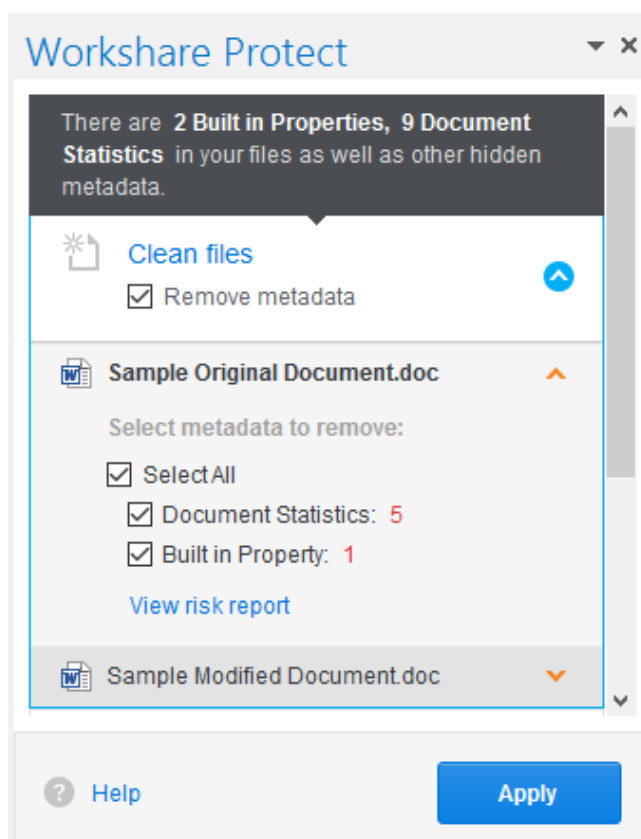 Workshare Protect
There are 2 Built in Properties, 9 Document
Statistics in your files as well as other hidden
metadata.
Clean files
Remove metadata
Sample Original Document.doc
Select metadata to remove:
Select All
Document Statistics: 5
Built in Property: 1
View risk report
Sample Modified Document.doc
? Help
Apply